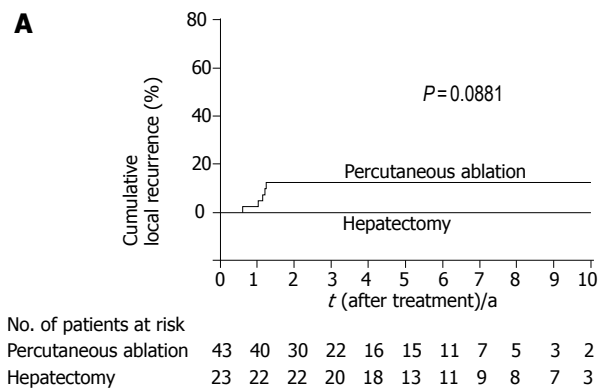 A
80
60
40
20
0
Cumulative
local recurrence (%)
P=0.0881
Percutaneous ablation
Hepatectomy
0 1 2 3 4 5 6 7 8 9 10
t (after treatment)/a
No. of patients at risk
Percutaneous ablation 43 40 30 22 16 15 11 7 5 3 2
Hepatectomy 23 22 22 20 18 13 11 9 8 7 3